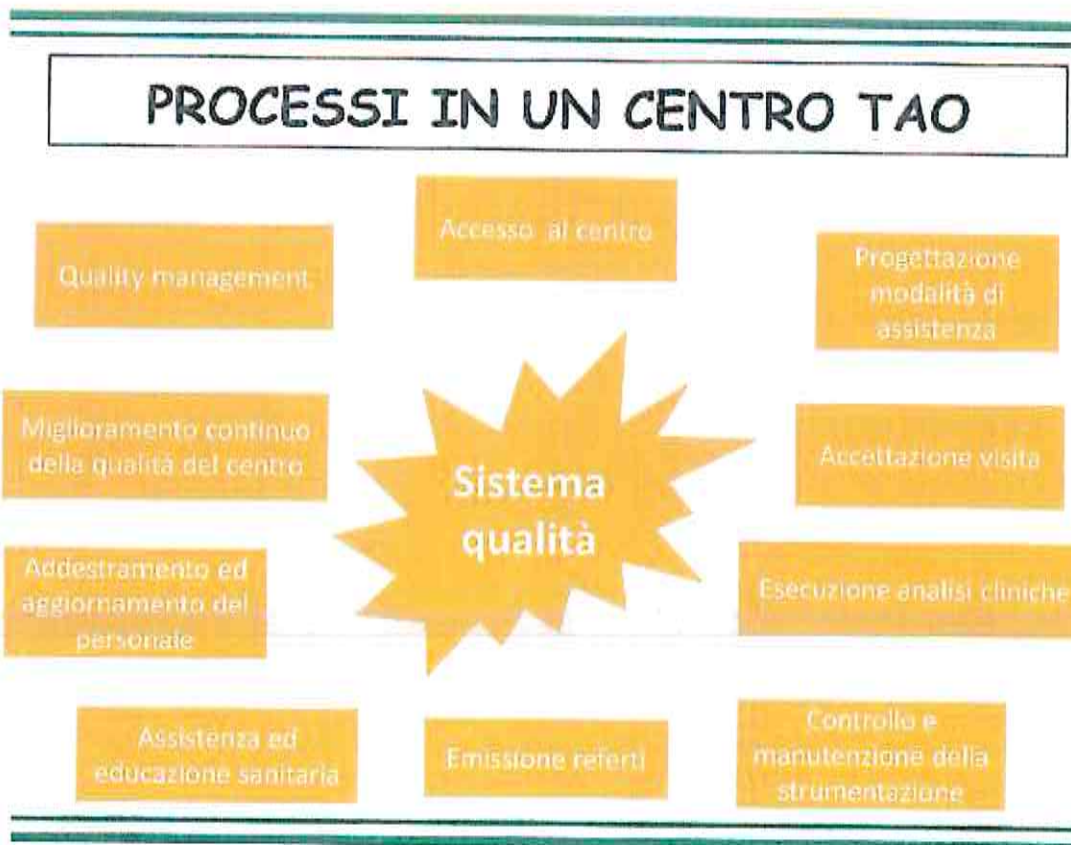 PROCESSI IN UN CENTRO TAO
Accesso al centro
Quality management
Progettazione
modalità di
assistenza
Miglioramento continuo
della qualità del centro
Accettazione visita
Sistema
qualità
Addestramento ed
aggiornamento del
personale
Esecuzione analisi cliniche
Assistenza ed
educazione sanitaria
Emissione referti
Controllo e
manutenzione della
strumentazione